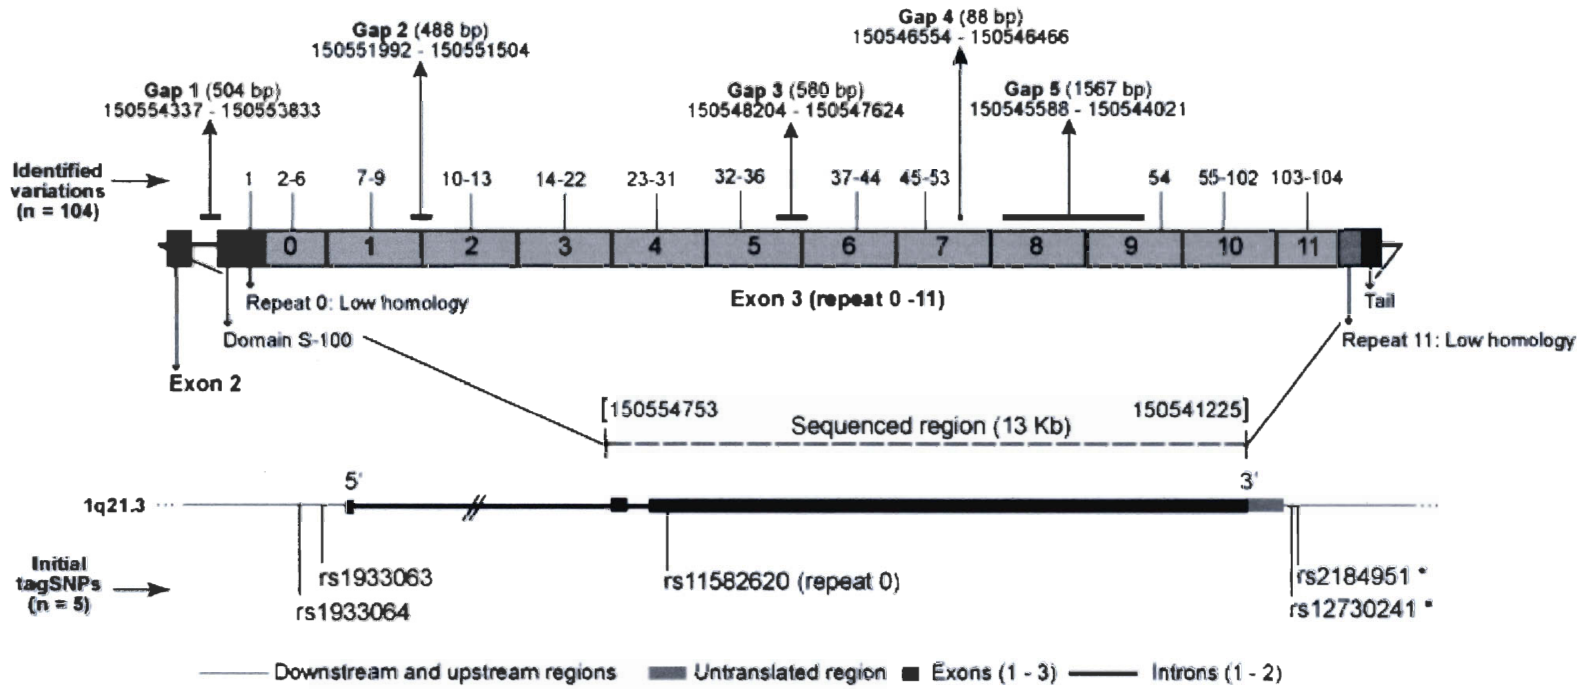 Gap 4 (88 bp)
150546554 - 150546466
Gap 2 (488 bp)
150551992 - 150551504
Gap 1 (504 bp)
150554337 - 150553833
Gap 3 (580 bp)
150548204 - 150547624
Gap 5 (1567 bp)
150545588 - 150544021
Identified
variations
(n = 104)
1 2-6 7-9 10-13 14-22 23-31 32-36 37-44 45-53 54 55-102 103-104
0 1 2 3 4 5 6 7 8 9 10 11
Repeat 0: Low homology
Exon 3 (repeat 0 -11)
Tail
Domain S-100
Repeat 11: Low homology
Exon 2
[150554753 150541225]
Sequenced region (13 Kb)
5' 3'
1q21.3
Initial
tagSNPs
(n = 5)
rs1933063
rs11582620 (repeat 0)
rs2184951 *
rs1933064
rs12730241 *
Downstream and upstream regions Untranslated region Exons (1 - 3) Introns (1 - 2)